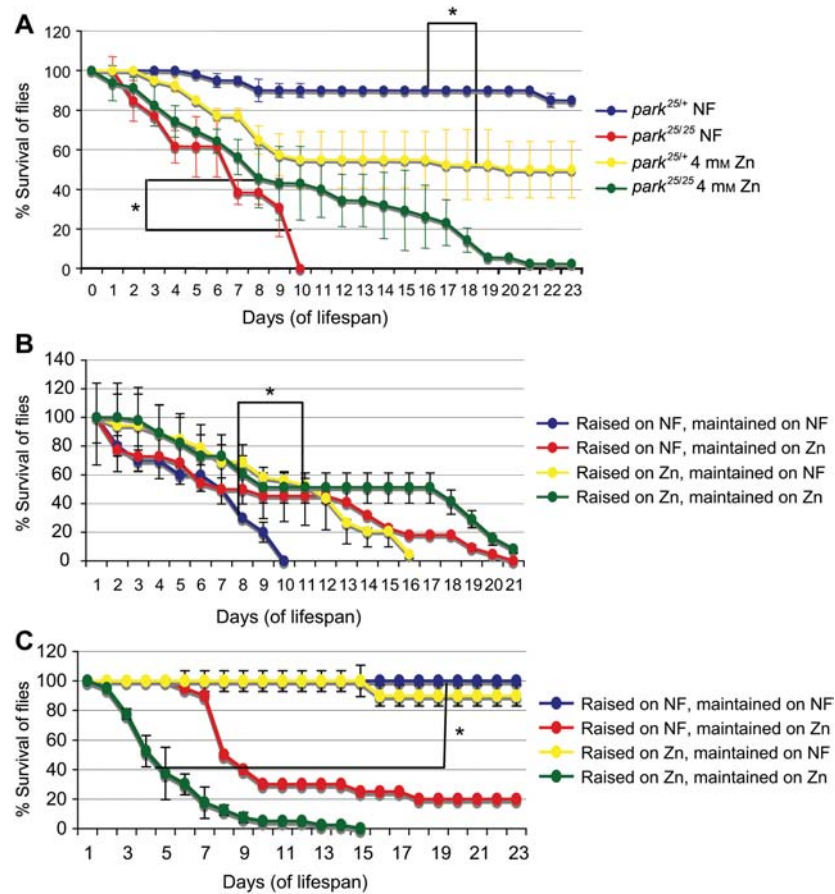 A
*
120
100
80
60
40
20
0
% Survival of flies
*
0 1 2 3 4 5 6 7 8 9 10 11 12 13 14 15 16 17 18 19 20 21 22 23
Days (of lifespan)
park25/+ NF
park25/25 NF
park25/+ 4 mM Zn
park25/25 4 mM Zn
B
140
120
100
80
60
40
20
0
% Survival of flies
*
1 2 3 4 5 6 7 8 9 10 11 12 13 14 15 16 17 18 19 20 21
Days (of lifespan)
Raised on NF, maintained on NF
Raised on NF, maintained on Zn
Raised on Zn, maintained on NF
Raised on Zn, maintained on Zn
C
120
100
80
60
40
20
0
% Survival of flies
*
1 3 5 7 9 11 13 15 17 19 21 23
Days (of lifespan)
Raised on NF, maintained on NF
Raised on NF, maintained on Zn
Raised on Zn, maintained on NF
Raised on Zn, maintained on Zn